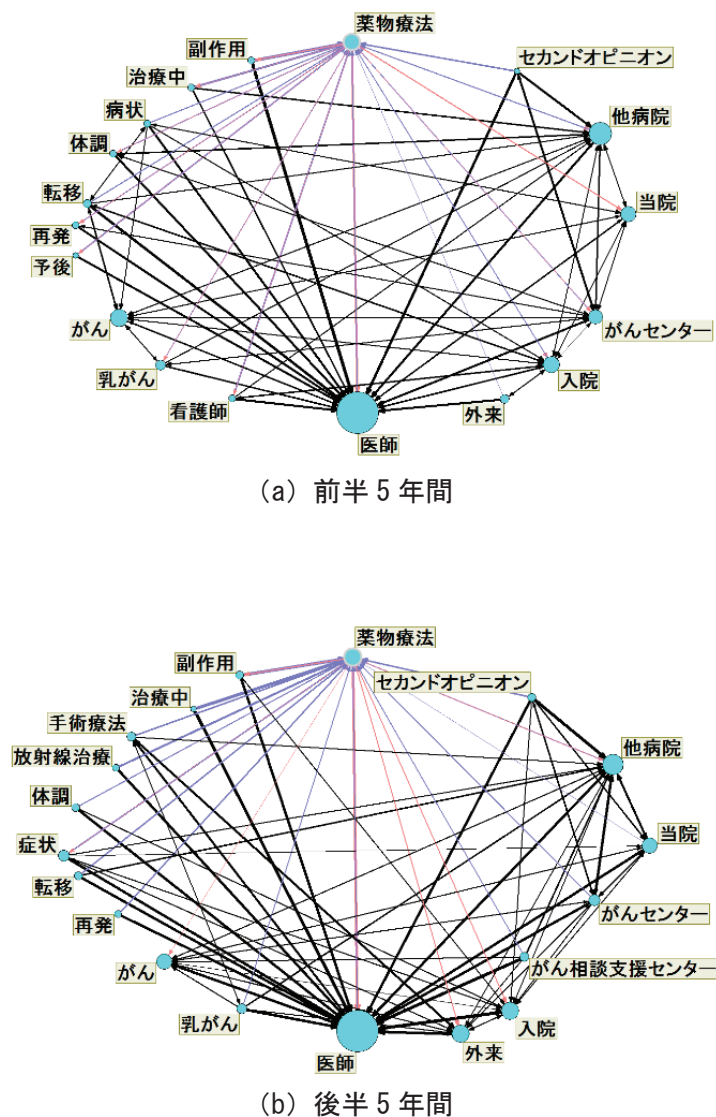 薬物療法
副作用
セカンドオピニオン
治療中
他病院
病状
体調
転移
当院
再発
予後
がん
がんセンター
乳がん
入院
看護師
外来
医師
(a) 前半5年間
薬物療法
副作用
セカンドオピニオン
治療中
手術療法
他病院
放射線治療
体調
当院
症状
転移
がんセンター
再発
がん
がん相談支援センター
乳がん
入院
外来
医師
(b) 後半5年間